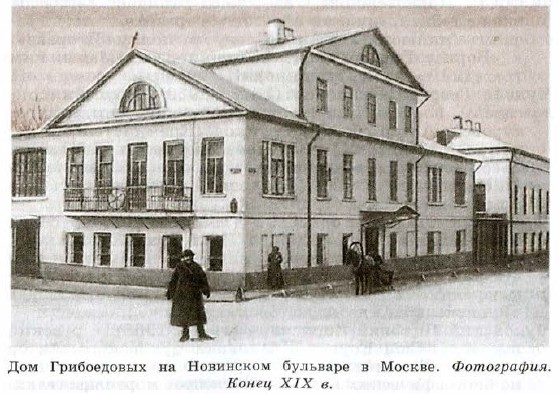 Дом Грибоедовых на Новинском бульваре в Москве. Фотография.
Конец XIX в.